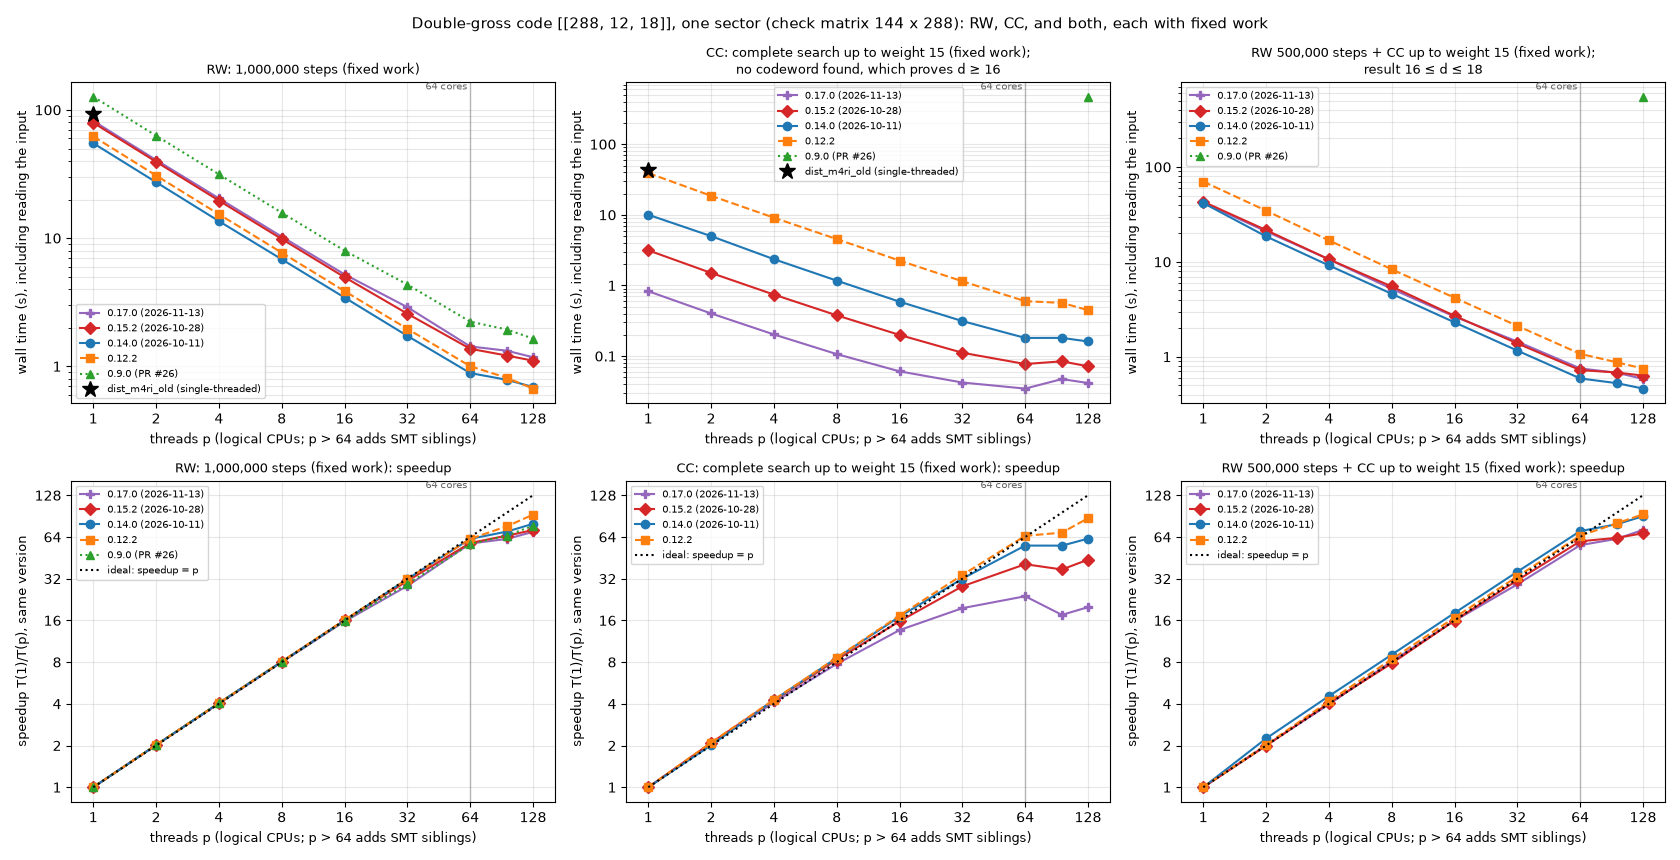 Double-gross code [[288, 12, 18]], one sector (check matrix 144 x 288): RW, CC, and both, each with fixed work
RW: 1,000,000 steps (fixed work)
64 cores
100
10
1
wall time (s), including reading the input
0.17.0 (2026-11-13)
0.15.2 (2026-10-28)
0.14.0 (2026-10-11)
0.12.2
0.9.0 (PR #26)
dist_m4ri_old (single-threaded)
1 2 4 8 16 32 64 128
threads p (logical CPUs; p > 64 adds SMT siblings)
CC: complete search up to weight 15 (fixed work);
no codeword found, which proves d ≥ 16
64 cores
0.17.0 (2026-11-13)
0.15.2 (2026-10-28)
0.14.0 (2026-10-11)
0.12.2
0.9.0 (PR #26)
dist_m4ri_old (single-threaded)
100
10
1
0.1
wall time (s), including reading the input
1 2 4 8 16 32 64 128
threads p (logical CPUs; p > 64 adds SMT siblings)
RW 500,000 steps + CC up to weight 15 (fixed work);
result 16 ≤ d ≤ 18
64 cores
0.17.0 (2026-11-13)
0.15.2 (2026-10-28)
0.14.0 (2026-10-11)
0.12.2
0.9.0 (PR #26)
100
10
1
wall time (s), including reading the input
1 2 4 8 16 32 64 128
threads p (logical CPUs; p > 64 adds SMT siblings)
RW: 1,000,000 steps (fixed work): speedup
64 cores
0.17.0 (2026-11-13)
0.15.2 (2026-10-28)
0.14.0 (2026-10-11)
0.12.2
0.9.0 (PR #26)
ideal: speedup = p
128
64
32
16
8
4
2
1
speedup T(1)/T(p), same version
1 2 4 8 16 32 64 128
threads p (logical CPUs; p > 64 adds SMT siblings)
CC: complete search up to weight 15 (fixed work): speedup
64 cores
0.17.0 (2026-11-13)
0.15.2 (2026-10-28)
0.14.0 (2026-10-11)
0.12.2
ideal: speedup = p
128
64
32
16
8
4
2
1
speedup T(1)/T(p), same version
1 2 4 8 16 32 64 128
threads p (logical CPUs; p > 64 adds SMT siblings)
RW 500,000 steps + CC up to weight 15 (fixed work): speedup
64 cores
0.17.0 (2026-11-13)
0.15.2 (2026-10-28)
0.14.0 (2026-10-11)
0.12.2
ideal: speedup = p
128
64
32
16
8
4
2
1
speedup T(1)/T(p), same version
1 2 4 8 16 32 64 128
threads p (logical CPUs; p > 64 adds SMT siblings)